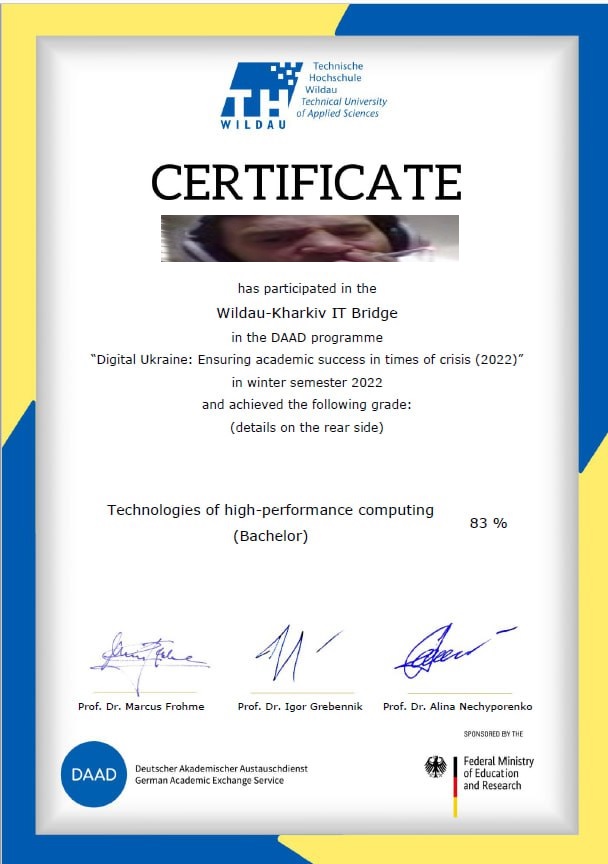 Technische
Hochschule
Wildau
Technical University
of Applied Sciences
TH
WILDAU
CERTIFICATE
has participated in the
Wildau-Kharkiv IT Bridge
in the DAAD programme
“Digital Ukraine: Ensuring academic success in times of crisis (2022)”
in winter semester 2022
and achieved the following grade:
(details on the rear side)
Technologies of high-performance computing
(Bachelor)
83 %
Prof. Dr. Marcus Frohme
Prof. Dr. Igor Grebennik
Prof. Dr. Alina Nechyporenko
SPONSORED BY THE
DAAD
Deutscher Akademischer Austauschdienst
German Academic Exchange Service
Federal Ministry
of Education
and Research